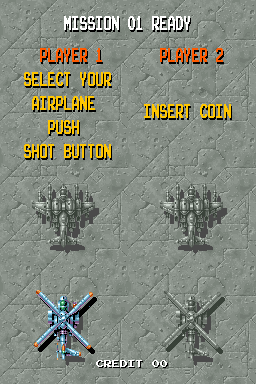 MISSION 01 READY
PLAYER 1
SELECT YOUR
AIRPLANE
PUSH
SHOT BUTTON
PLAYER 2
INSERT COIN
CREDIT 00